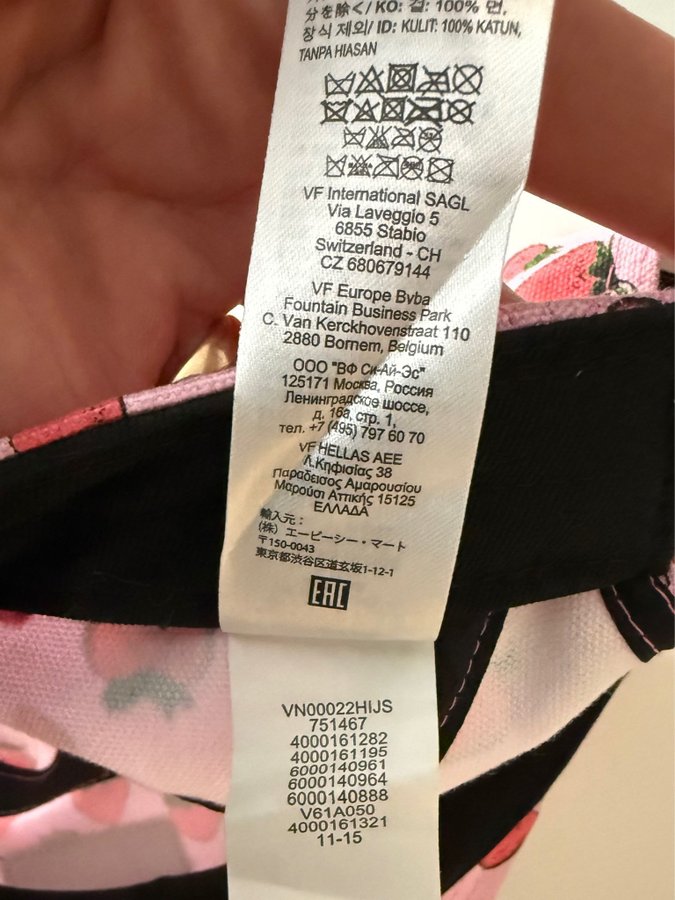 分を除く/ KO: 겉: 100% 면,
장식 제외/ ID: KULIT: 100% KATUN,
TANPA HIASAN
VF International SAGL
Via Laveggio 5
6855 Stabio
Switzerland - CH
CZ 680679144
VF Europe Bvba
Fountain Business Park
C. Van Kerckhovenstraat 110
2880 Bornem, Belgium
ООО "ВФ Си-Ай-Эс"
125171 Москва, Россия
Ленинградское шоссе,
д. 16а, стр. 1,
тел. +7 (495) 797 60 70
VF HELLAS AEE
Λ.Κηφισίας 38
Παραδεισος Αμαρουσίου
Μαρούσι Αττικής 15125
ΕΛΛΑΔΑ
輸入元：
(株) エービーシー・マート
〒150-0043
東京都渋谷区道玄坂1-12-1
EAC
VN00022HIJS
751467
4000161282
4000161195
6000140961
6000140964
6000140888
V61A050
4000161321
11-15